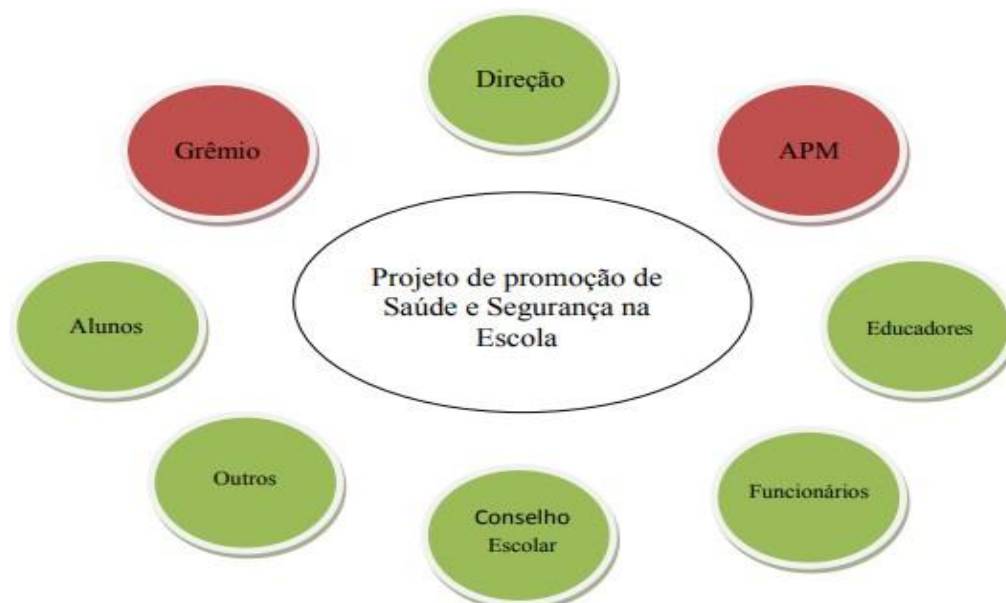 Direção
Grêmio
APM
Projeto de promoção de
Saúde e Segurança na
Escola
Alunos
Educadores
Outros
Funcionários
Conselho
Escolar